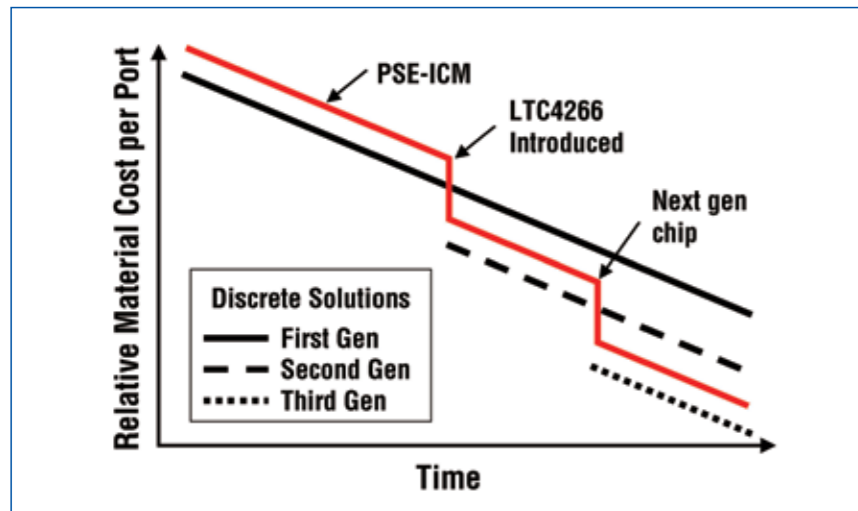 PSE-ICM
LTC4266
Introduced
Next gen
chip
Relative Material Cost per Port
Discrete Solutions
First Gen
Second Gen
Third Gen
Time